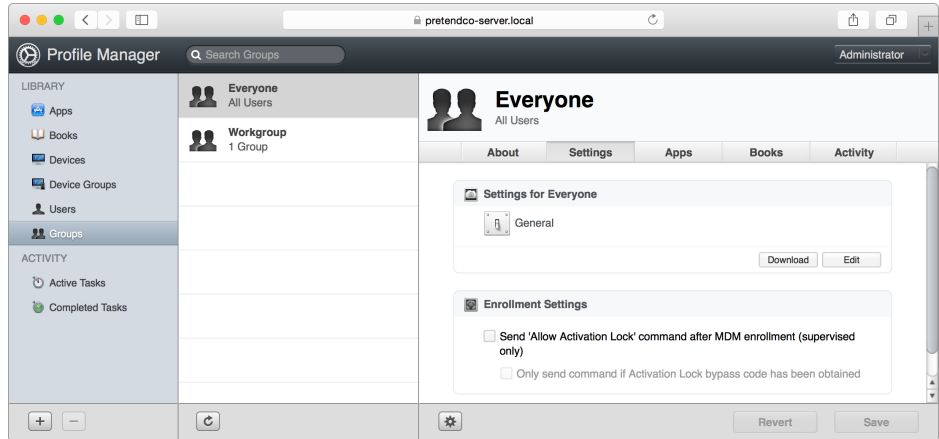 pretendco-server.local
Profile Manager
Search Groups
Administrator
LIBRARY
Apps
Books
Devices
Device Groups
Users
Groups
ACTIVITY
Active Tasks
Completed Tasks
Everyone
All Users
Workgroup
1 Group
Everyone
All Users
About Settings Apps Books Activity
Settings for Everyone
General
Download Edit
Enrollment Settings
Send 'Allow Activation Lock' command after MDM enrollment (supervised
only)
Only send command if Activation Lock bypass code has been obtained
Revert Save